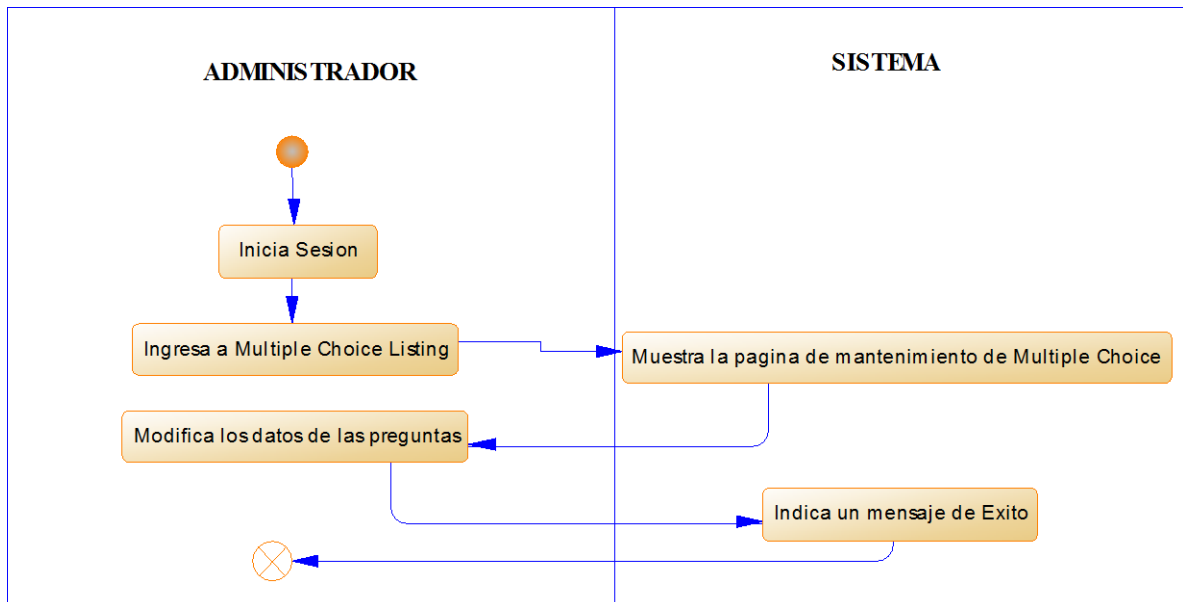 ADMINISTRADOR
SISTEMA
Inicia Sesion
Ingresa a Multiple Choice Listing
Muestra la pagina de mantenimiento de Multiple Choice
Modifica los datos de las preguntas
Indica un mensaje de Exito